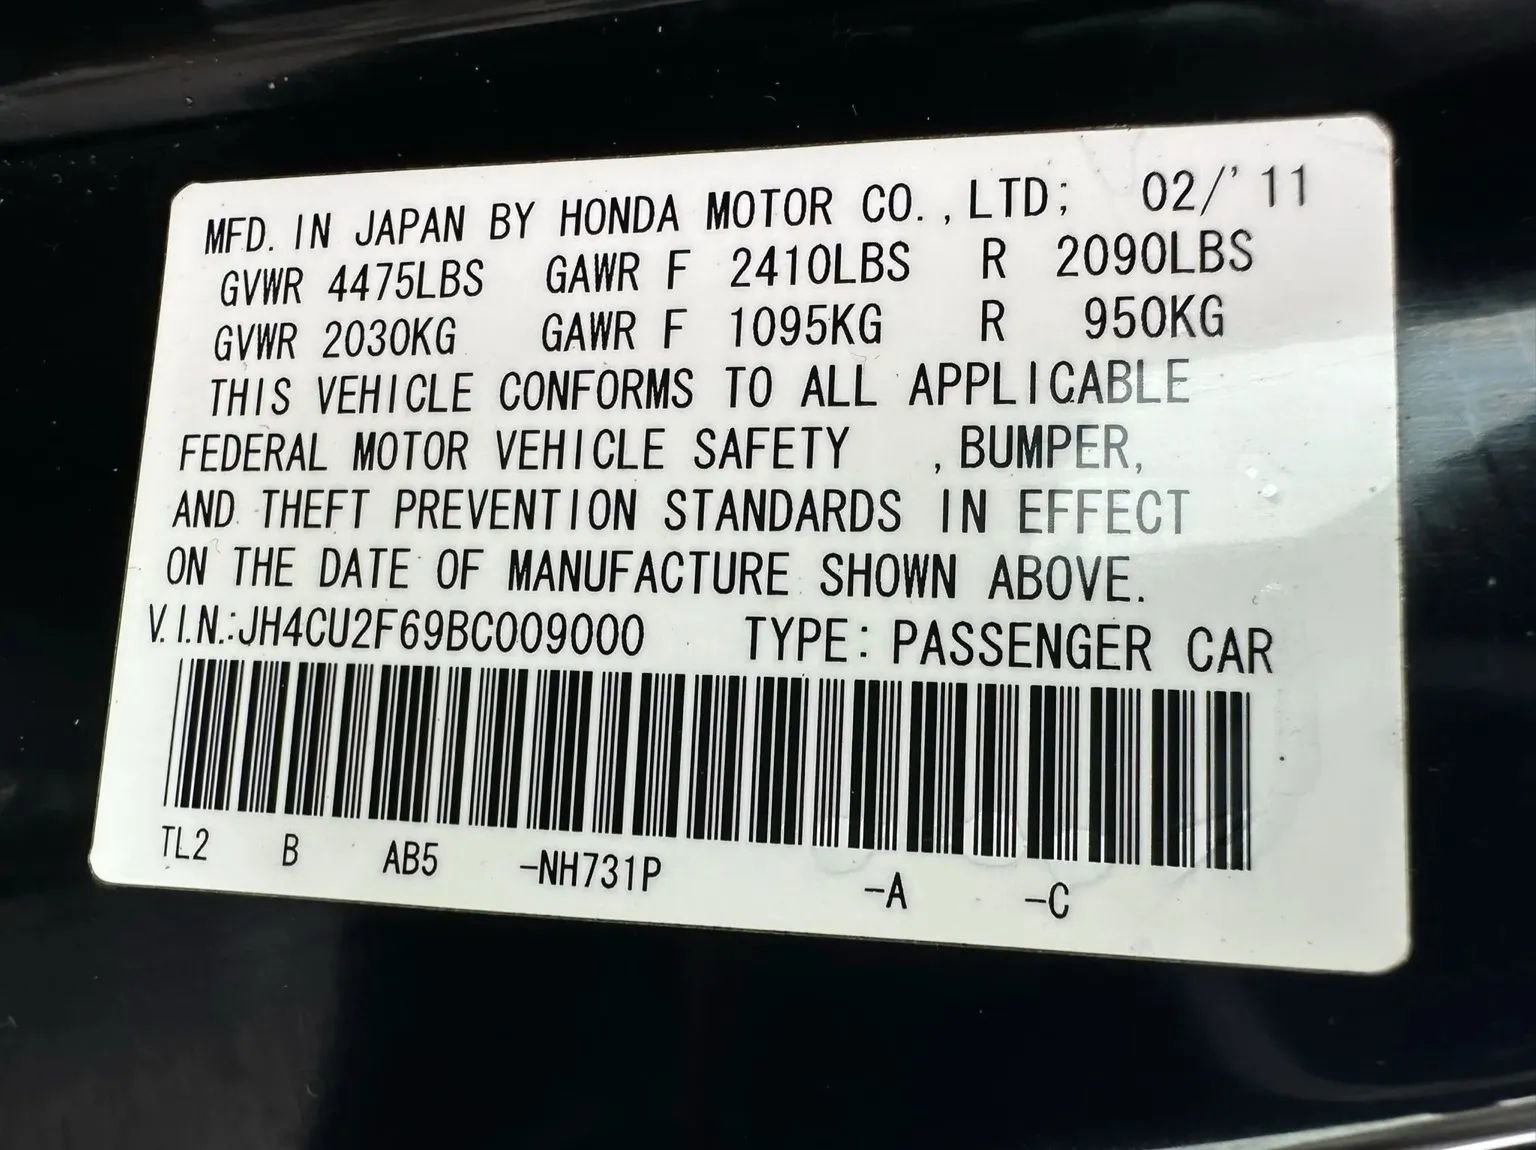 MFD. IN JAPAN BY HONDA MOTOR CO., LTD; 02/'11
GVWR 4475LBS GAWR F 2410LBS R 2090LBS
GVWR 2030KG GAWR F 1095KG R 950KG
THIS VEHICLE CONFORMS TO ALL APPLICABLE
FEDERAL MOTOR VEHICLE SAFETY , BUMPER,
AND THEFT PREVENTION STANDARDS IN EFFECT
ON THE DATE OF MANUFACTURE SHOWN ABOVE.
V.I.N.:JH4CU2F69BC009000 TYPE: PASSENGER CAR
TL2 B AB5 -NH731P -A -C